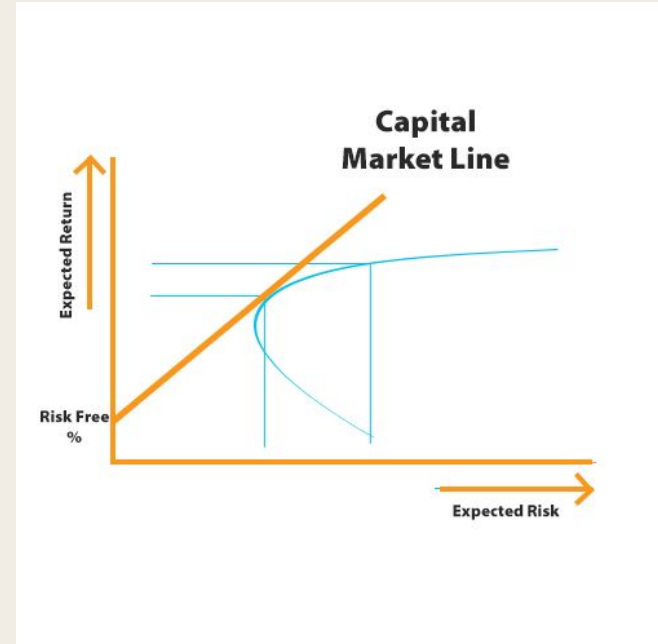 Capital
Market Line
Expected Return
Risk Free
%
Expected Risk